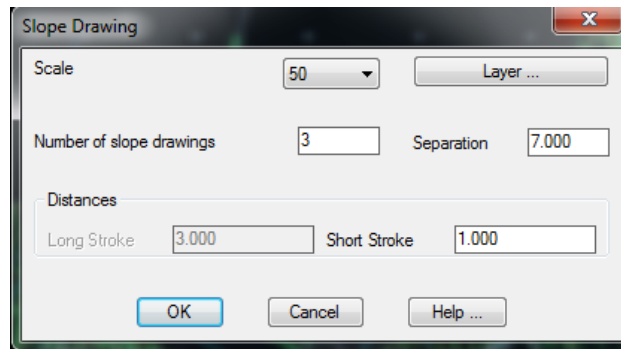 Slope Drawing
Scale 50 Layer ...
Number of slope drawings 3 Separation 7.000
Distances
Long Stroke 3.000 Short Stroke 1.000
OK Cancel Help ...